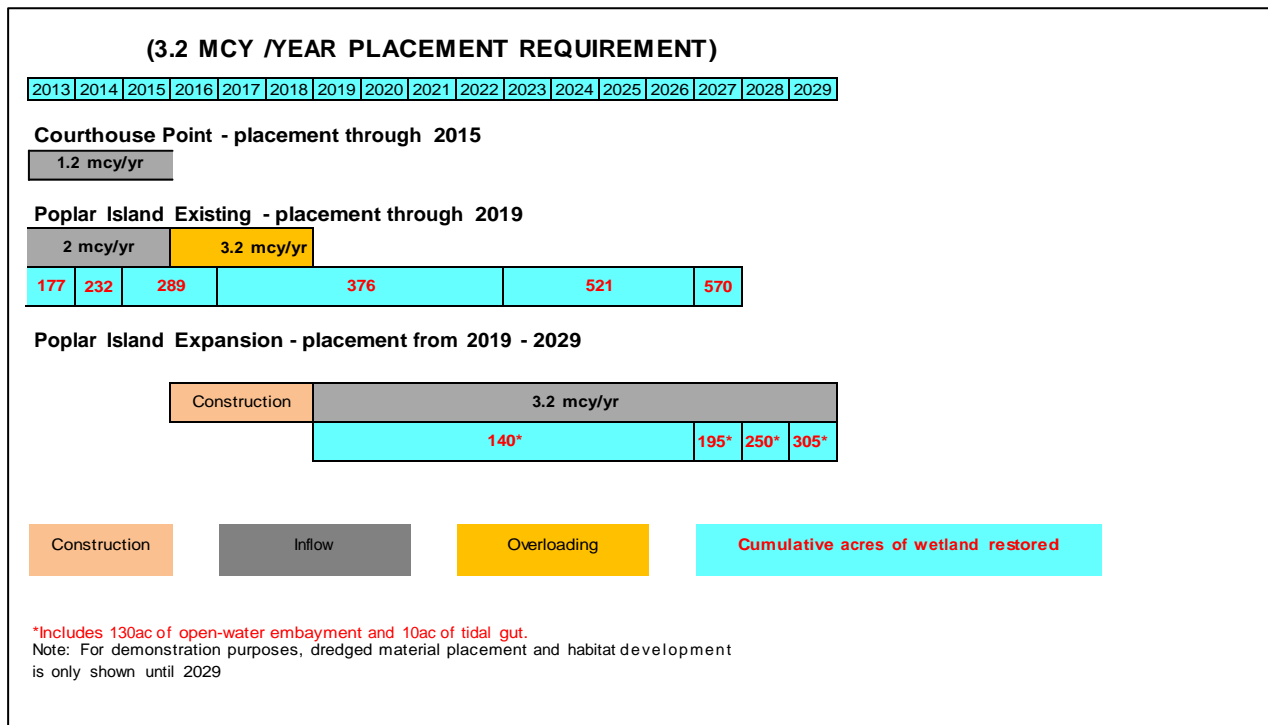 (3.2 MCY /YEAR PLACEMENT REQUIREMENT)
2013 2014 2015 2016 2017 2018 2019 2020 2021 2022 2023 2024 2025 2026 2027 2028 2029
Courthouse Point - placement through 2015
1.2 mcy/yr
Poplar Island Existing - placement through 2019
2 mcy/yr 3.2 mcy/yr
177 232 289 376 521 570
Poplar Island Expansion - placement from 2019 - 2029
Construction 3.2 mcy/yr
140* 195* 250* 305*
Construction Inflow Overloading Cumulative acres of wetland restored
*Includes 130ac of open-water embayment and 10ac of tidal gut.
Note: For demonstration purposes, dredged material placement and habitat development
is only shown until 2029